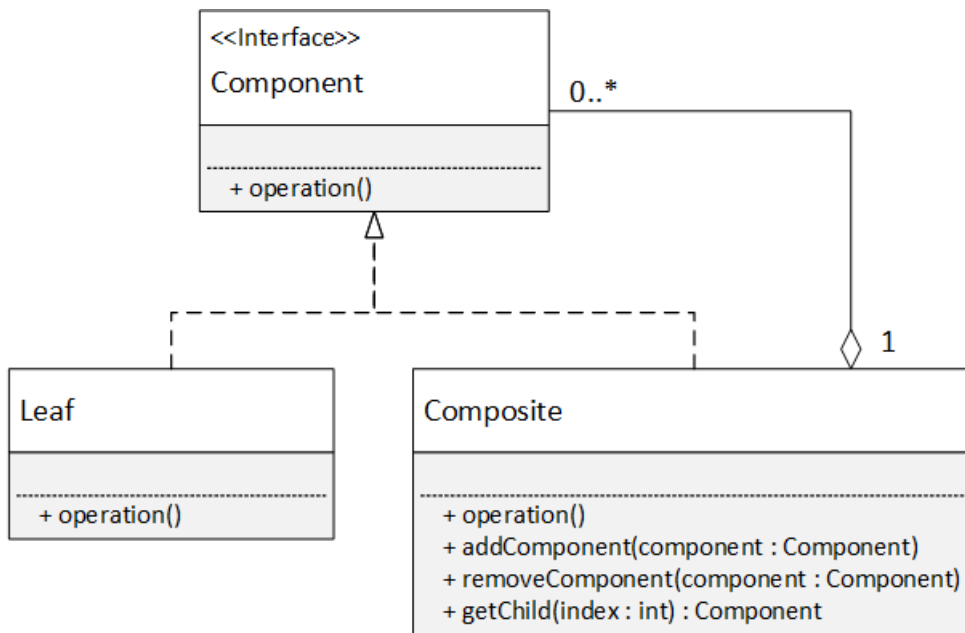 <<Interface>>
Component
+ operation()
0..*
1
Leaf
+ operation()
Composite
+ operation()
+ addComponent(component : Component)
+ removeComponent(component : Component)
+ getChild(index : int) : Component